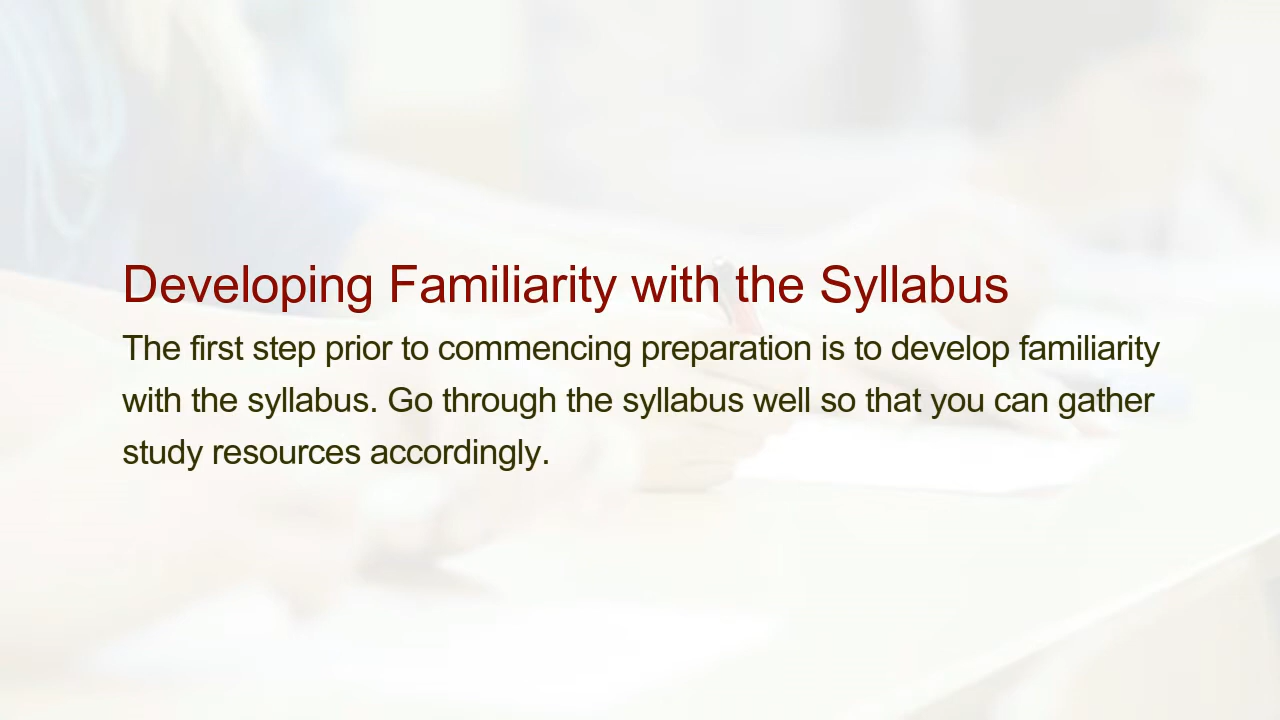 Developing Familiarity with the Syllabus
The first step prior to commencing preparation is to develop familiarity
with the syllabus. Go through the syllabus well so that you can gather
study resources accordingly.